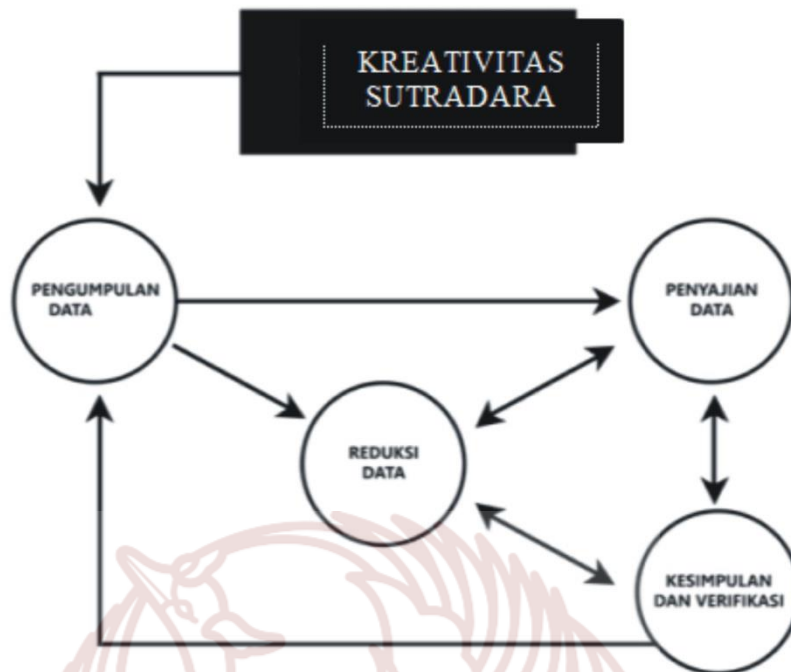 KREATIVITAS
SUTRADARA
PENGUMPULAN
DATA
PENYAJIAN
DATA
REDUKSI
DATA
KESIMPULAN
DAN VERIFIKASI